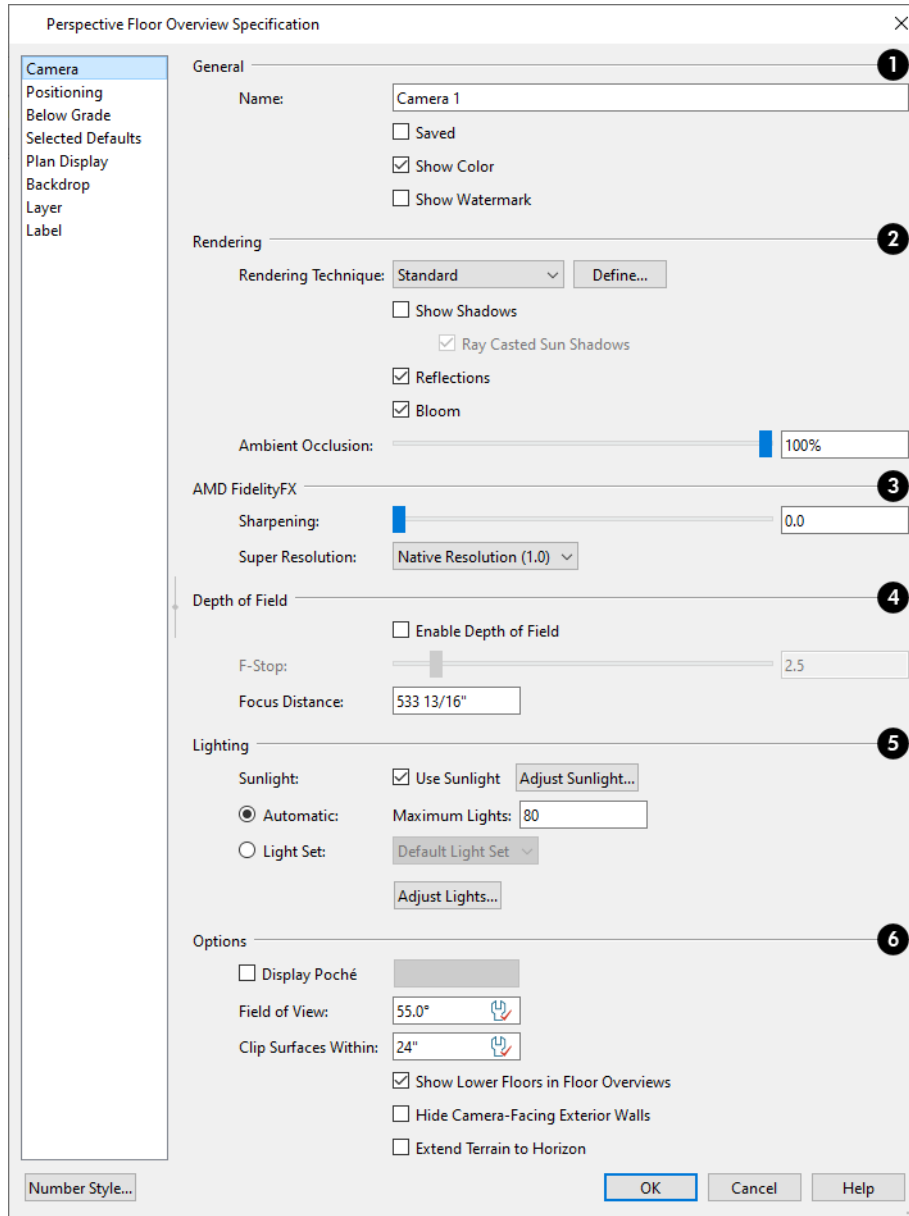 Perspective Floor Overview Specification
Camera
Positioning
Below Grade
Selected Defaults
Plan Display
Backdrop
Layer
Label
General 1
Name: Camera 1
Saved
Show Color
Show Watermark
Rendering 2
Rendering Technique: Standard Define...
Show Shadows
Ray Casted Sun Shadows
Reflections
Bloom
Ambient Occlusion: 100%
AMD FidelityFX 3
Sharpening: 0.0
Super Resolution: Native Resolution (1.0)
Depth of Field 4
Enable Depth of Field
F-Stop: 2.5
Focus Distance: 533 13/16"
Lighting 5
Sunlight: Use Sunlight Adjust Sunlight...
Automatic: Maximum Lights: 80
Light Set: Default Light Set
Adjust Lights...
Options 6
Display Poché
Field of View: 55.0°
Clip Surfaces Within: 24"
Show Lower Floors in Floor Overviews
Hide Camera-Facing Exterior Walls
Extend Terrain to Horizon
Number Style... OK Cancel Help